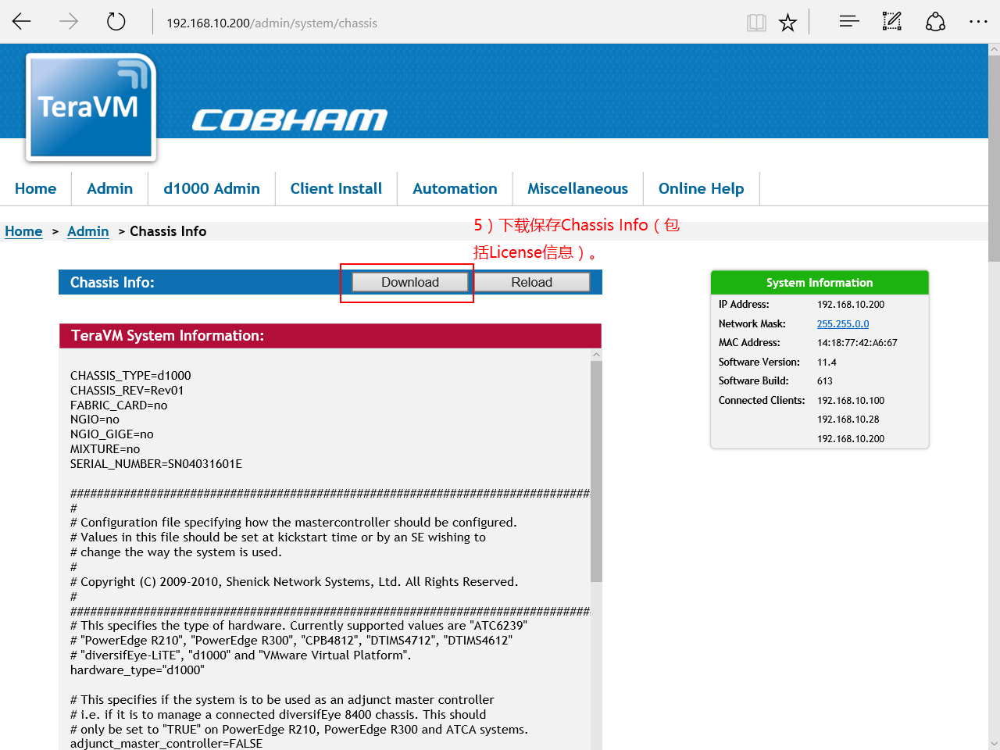 192.168.10.200/admin/system/chassis
TeraVM
COBHAM
Home
Admin
d1000 Admin
Client Install
Automation
Miscellaneous
Online Help
Home > Admin > Chassis Info
5）下载保存Chassis Info（包
括License信息）。
Chassis Info:
Download
Reload
TeraVM System Information:
CHASSIS_TYPE=d1000
CHASSIS_REV=Rev01
FABRIC_CARD=no
NGIO=no
NGIO_GIGE=no
MIXTURE=no
SERIAL_NUMBER=SN04031601E
################################################################################
#
# Configuration file specifying how the mastercontroller should be configured.
# Values in this file should be set at kickstart time or by an SE wishing to
# change the way the system is used.
#
# Copyright (C) 2009-2010, Shenick Network Systems, Ltd. All Rights Reserved.
#
################################################################################
# This specifies the type of hardware. Currently supported values are "ATC6239"
# "PowerEdge R210", "PowerEdge R300", "CPB4812", "DTIMS4712", "DTIMS4612"
# "diversifEye-LiTE", "d1000" and "VMware Virtual Platform".
hardware_type="d1000"
# This specifies if the system is to be used as an adjunct master controller
# i.e. if it is to manage a connected diversifEye 8400 chassis. This should
# only be set to "TRUE" on PowerEdge R210, PowerEdge R300 and ATCA systems.
adjunct_master_controller=FALSE
System Information
IP Address: 192.168.10.200
Network Mask: 255.255.0.0
MAC Address: 14:18:77:42:A6:67
Software Version: 11.4
Software Build: 613
Connected Clients: 192.168.10.100
192.168.10.28
192.168.10.200